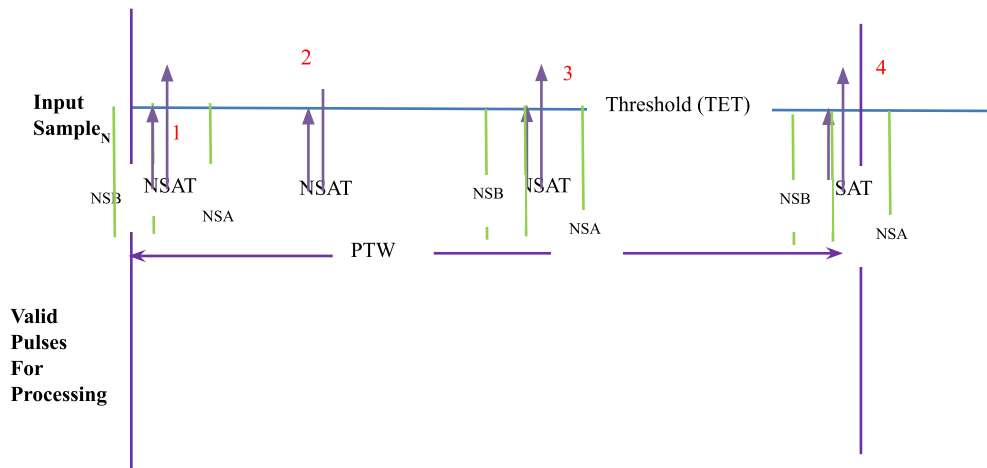 2
3
4
Input
Sample_N
Threshold (TET)
1
NSAT
NSAT
NSAT
SAT
NSB
NSA
NSB
NSA
NSB
NSA
PTW
Valid
Pulses
For
Processing